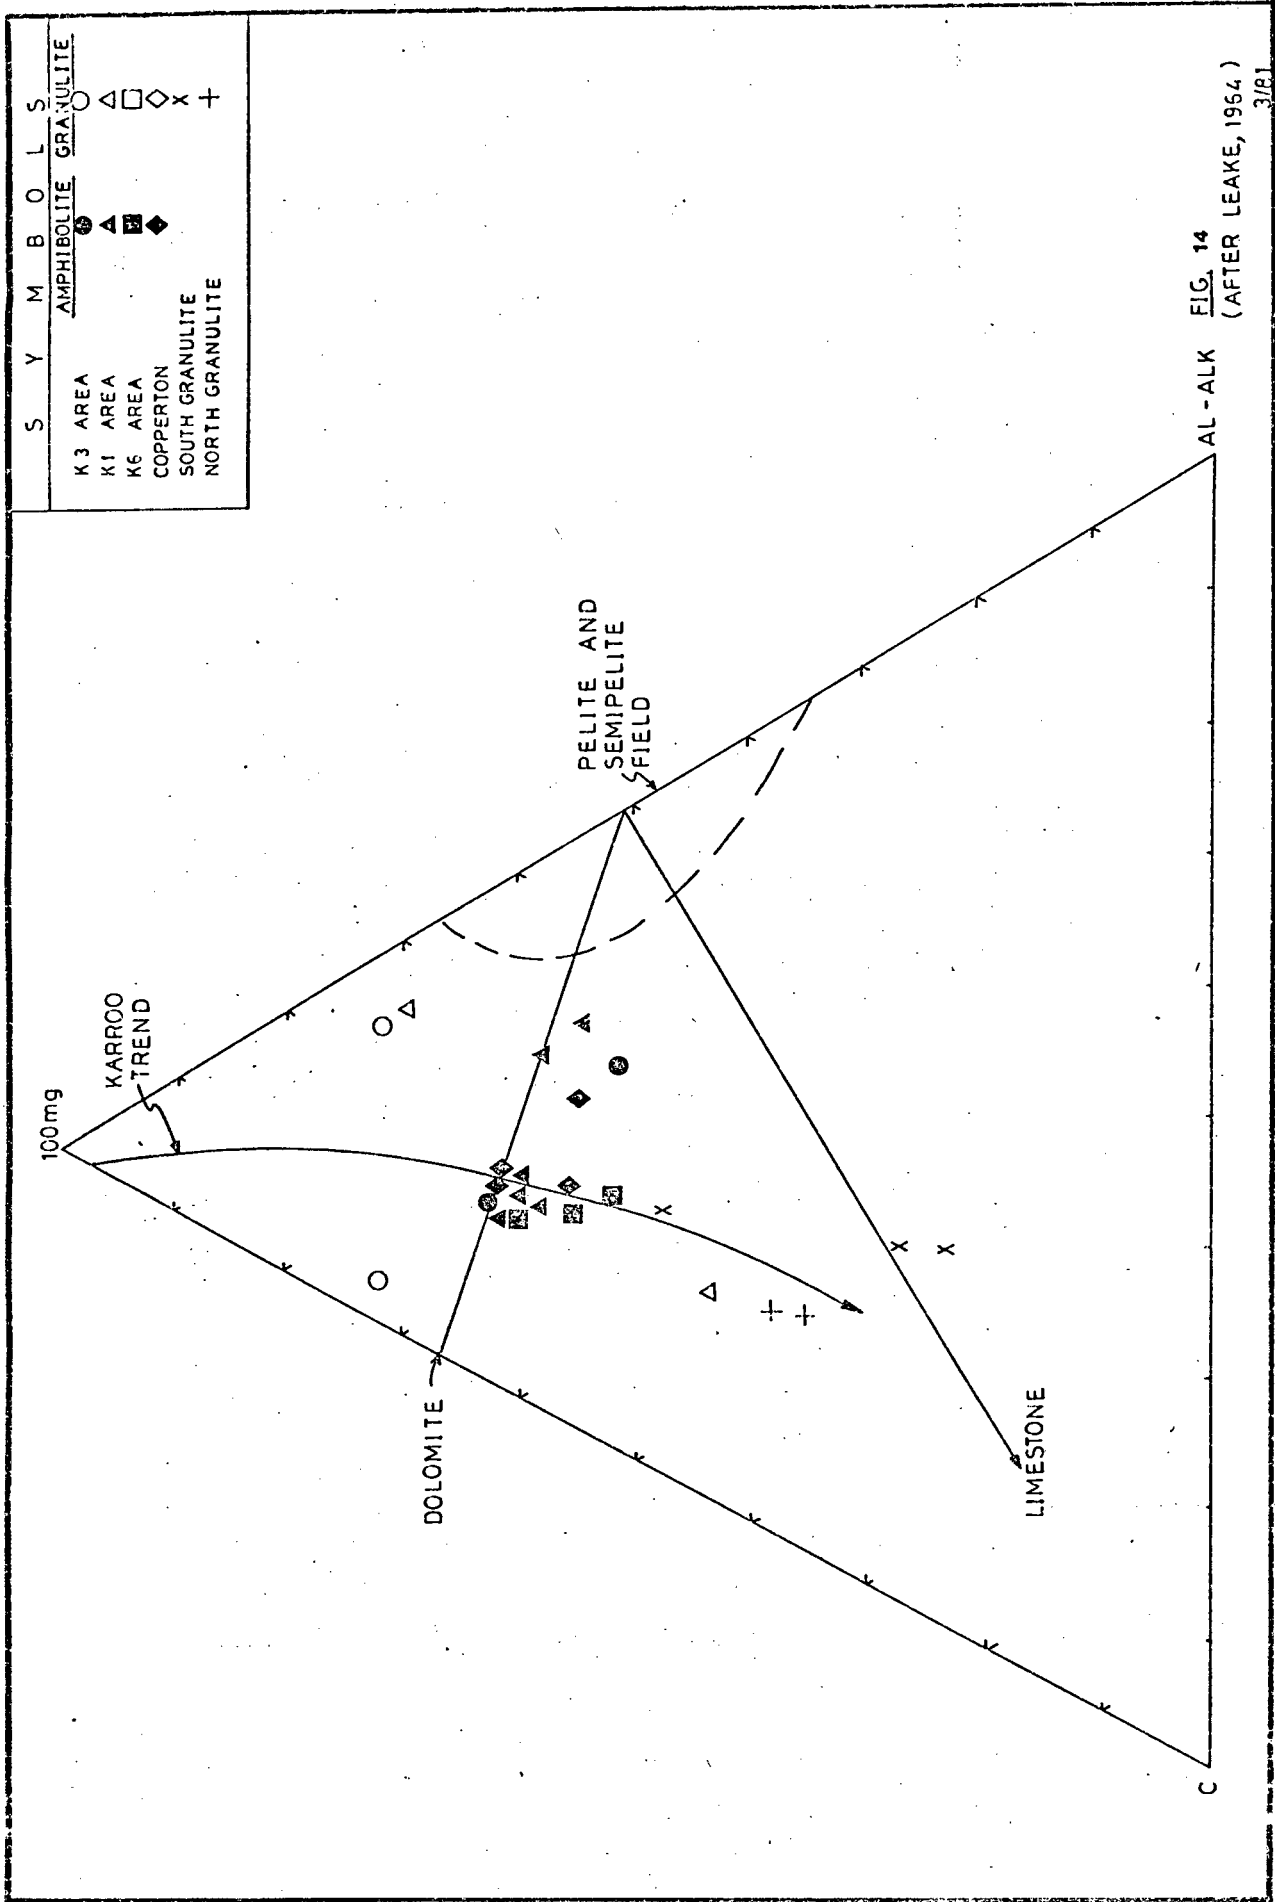 S Y M B O L S
AMPHIBOLITE GRANULITE
K3 AREA
K1 AREA
K6 AREA
COPPERTON
SOUTH GRANULITE X
NORTH GRANULITE +
100mg
KARROO
TREND
PELITE AND
SEMIPELITE
FIELD
DOLOMITE
LIMESTONE
C
AL-ALK
FIG. 14
(AFTER LEAKE, 1964)
3/81